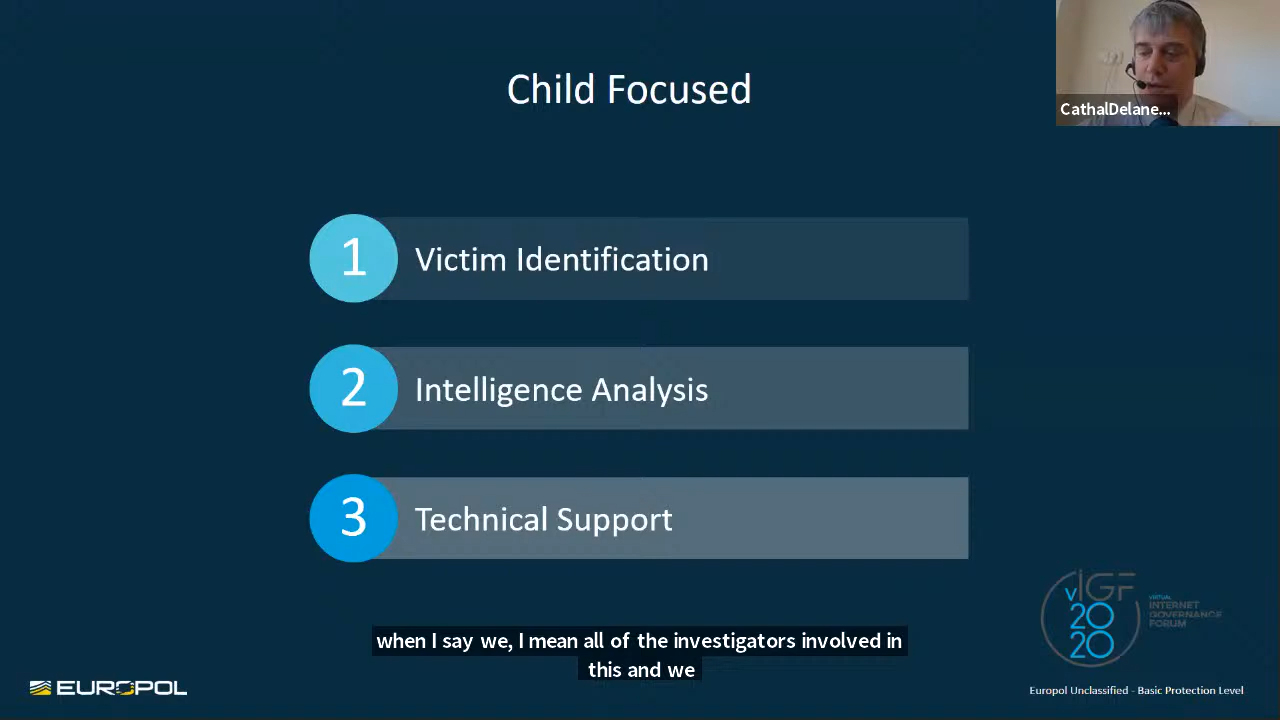 Child Focused
CathalDelane...
1 Victim Identification
2 Intelligence Analysis
3 Technical Support
vIGF
2020
VIRTUAL
INTERNET
GOVERNANCE
FORUM
when I say we, I mean all of the investigators involved in
this and we
EUROPOL
Europol Unclassified - Basic Protection Level